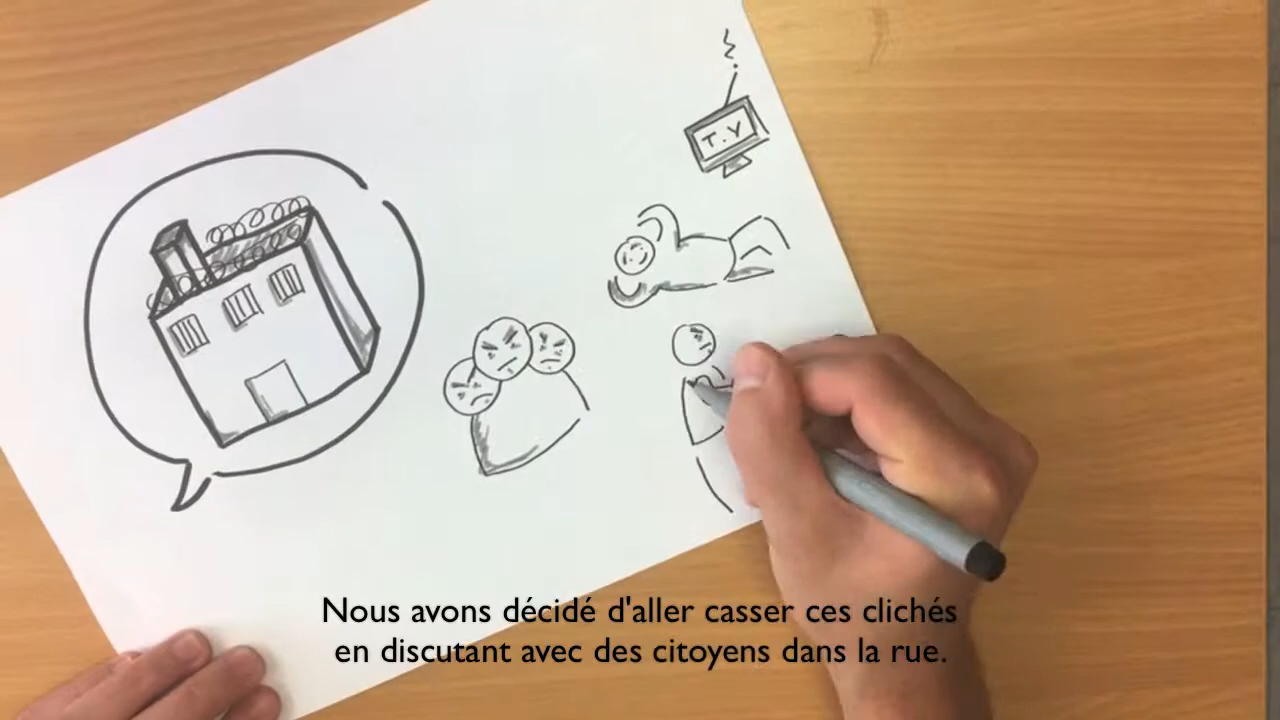 T.V
Nous avons décidé d'aller casser ces clichés
en discutant avec des citoyens dans la rue.